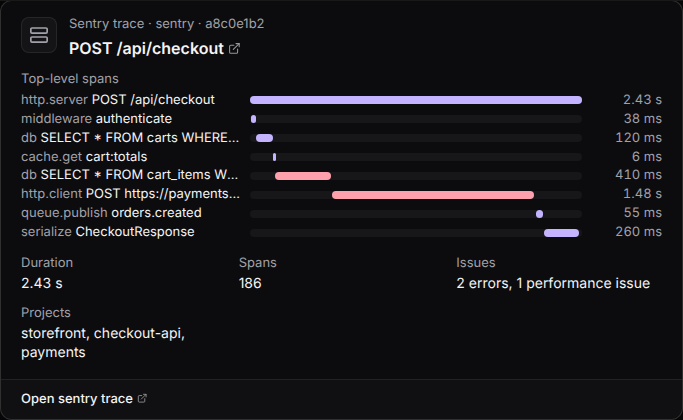 Sentry trace · sentry · a8c0e1b2
POST /api/checkout
Top-level spans
http.server POST /api/checkout 2.43 s
middleware authenticate 38 ms
db SELECT * FROM carts WHERE... 120 ms
cache.get cart:totals 6 ms
db SELECT * FROM cart_items W... 410 ms
http.client POST https://payments... 1.48 s
queue.publish orders.created 55 ms
serialize CheckoutResponse 260 ms
Duration Spans Issues
2.43 s 186 2 errors, 1 performance issue
Projects
storefront, checkout-api,
payments
Open sentry trace